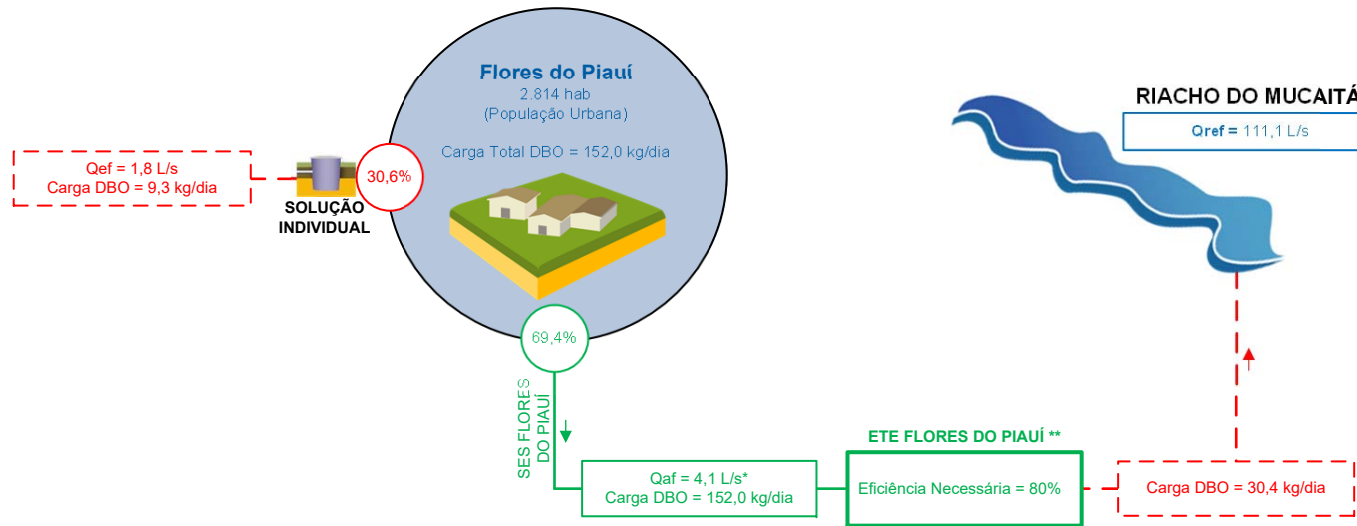 Flores do Piauí
2.814 hab
(População Urbana)
Carga Total DBO = 152,0 kg/dia
RIACHO DO MUCAITÁ
Qref = 111,1 L/s
Qef = 1,8 L/s
Carga DBO = 9,3 kg/dia
30,6%
SOLUÇÃO
INDIVIDUAL
69,4%
SES FLORES
DO PIAUÍ
Qaf = 4,1 L/s*
Carga DBO = 152,0 kg/dia
ETE FLORES DO PIAUÍ **
Eficiência Necessária = 80%
Carga DBO = 30,4 kg/dia